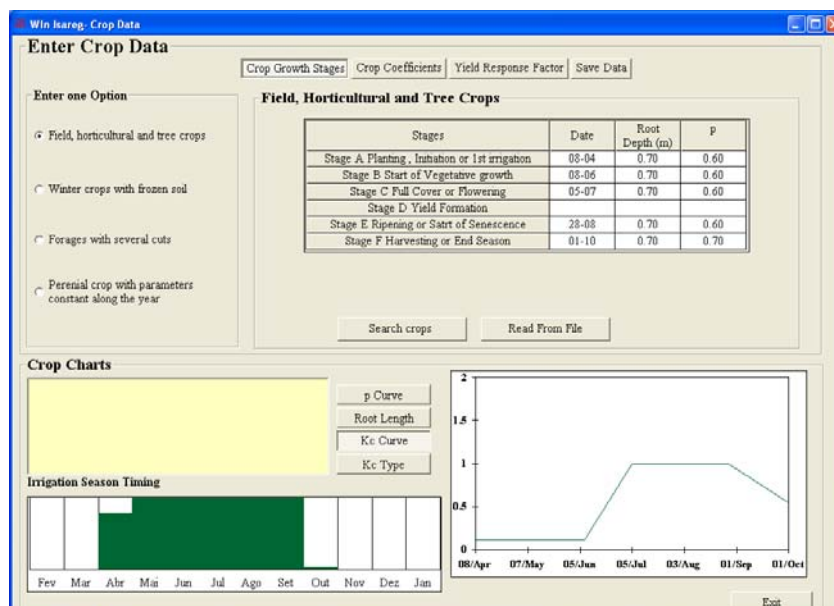 Win Isareg- Crop Data
Enter Crop Data
Crop Growth Stages Crop Coefficients Yield Response Factor Save Data
Enter one Option
Field, horticultural and tree crops
Winter crops with frozen soil
Forages with several cuts
Perenial crop with parameters
constant along the year
Field, Horticultural and Tree Crops
Stages Date Root Depth (m) p
Stage A Planting , Initiation or 1st irrigation 08-04 0.70 0.60
Stage B Start of Vegetative growth 08-06 0.70 0.60
Stage C Full Cover or Flowering 05-07 0.70 0.60
Stage D Yield Formation
Stage E Ripening or Satrt of Senescence 28-08 0.70 0.60
Stage F Harvesting or End Season 01-10 0.70 0.70
Search crops Read From File
Crop Charts
p Curve
Root Length
Kc Curve
Kc Type
Irrigation Season Timing
Fev Mar Abr Mai Jun Jul Ago Set Out Nov Dez Jan
2
1.5
1
0.5
0
08/Apr 07/May 05/Jun 05/Jul 03/Aug 01/Sep 01/Oct
Exit